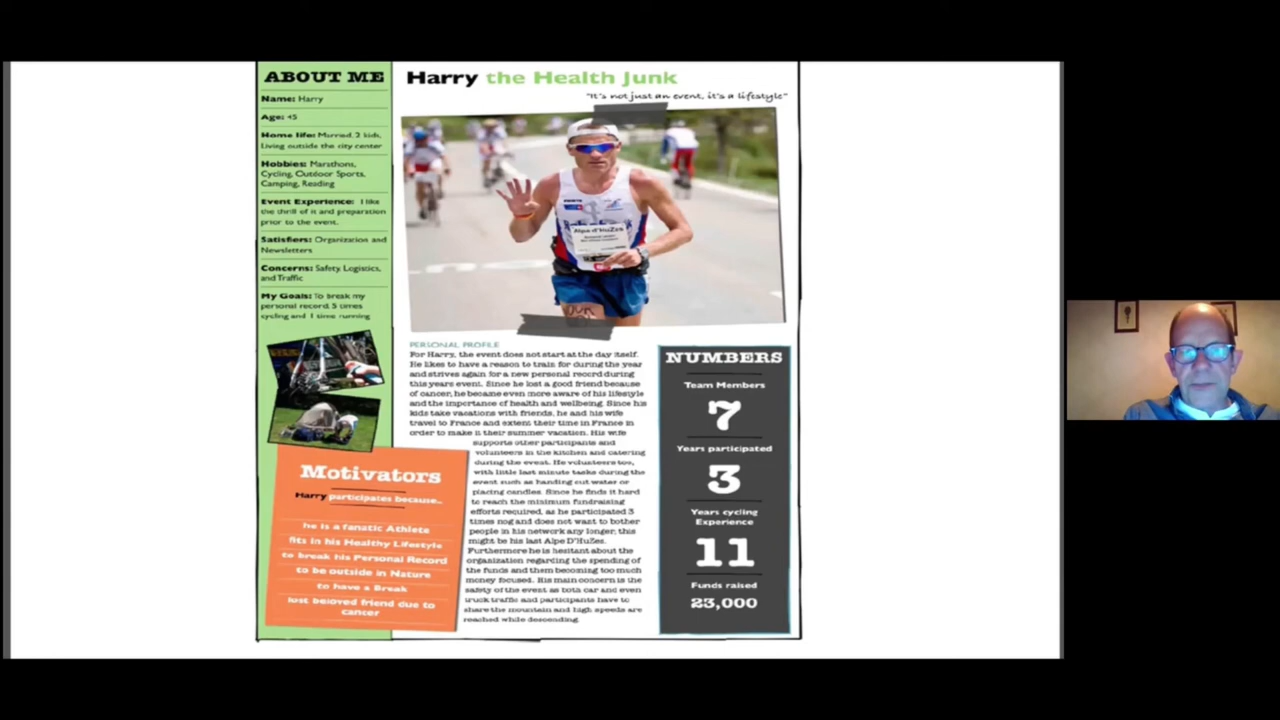 ABOUT ME
Name: Harry
Age: 45
Home life: Married, 2 kids,
Living outside the city center
Hobbies: Marathons,
Cycling, Outdoor Sports,
Camping, Reading
Event Experience: I like
the thrill of it and preparation
prior to the event.
Satisfiers: Organization and
Newsletters
Concerns: Safety, Logistics,
and Traffic
My Goals: To break my
personal record. 5 times
cycling and 1 time running
Motivators
Harry participates because..
he is a fanatic Athlete
fits in his Healthy Lifestyle
to break his Personal Record
to be outside in Nature
to have a Break
lost beloved friend due to
cancer
Harry the Health Junk
"It's not just an event, it's a lifestyle"
Alpe d'HuZes
PERSONAL PROFILE
For Harry, the event does not start at the day itself.
He likes to have a reason to train for during the year
and strives again for a new personal record during
this years event. Since he lost a good friend because
of cancer, he became even more aware of his lifestyle
and the importance of health and wellbeing. Since his
kids take vacations with friends, he and his wife
travel to France and extent their time in France in
order to make it their summer vacation. His wife
supports other participants and
volunteers in the kitchen and catering
during the event. He volunteers too,
with little last minute tasks during the
event such as handing out water or
placing candles. Since he finds it hard
to reach the minimum fundraising
efforts required, as he participated 3
times nog and does not want to bother
people in his network any longer, this
might be his last Alpe D'HuZes.
Furthermore he is hesitant about the
organization regarding the spending of
the funds and them becoming too much
money focused. His main concern is the
safety of the event as both car and even
truck traffic and participants have to
share the mountain and high speeds are
reached while descending.
NUMBERS
Team Members
7
Years participated
3
Years cycling
Experience
11
Funds raised
23,000